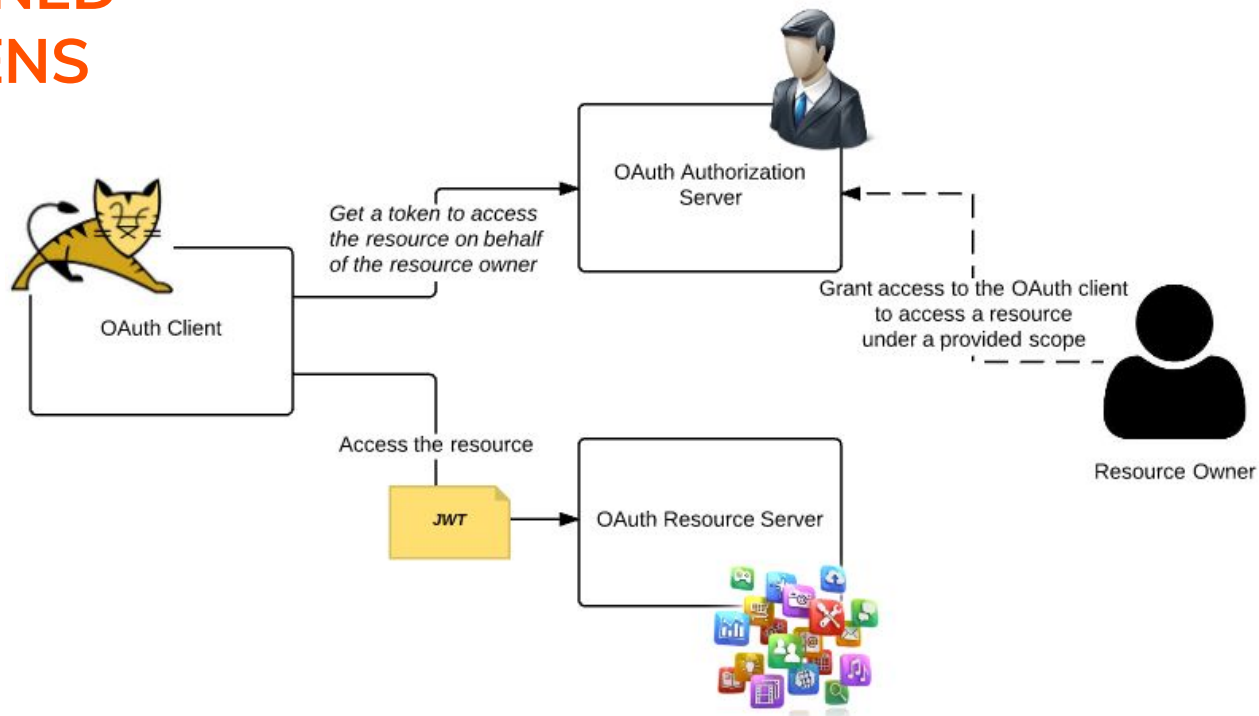 OAuth Authorization
Server
Get a token to access
the resource on behalf
of the resource owner
Grant access to the OAuth client
to access a resource
under a provided scope
OAuth Client
Access the resource
JWT
OAuth Resource Server
Resource Owner